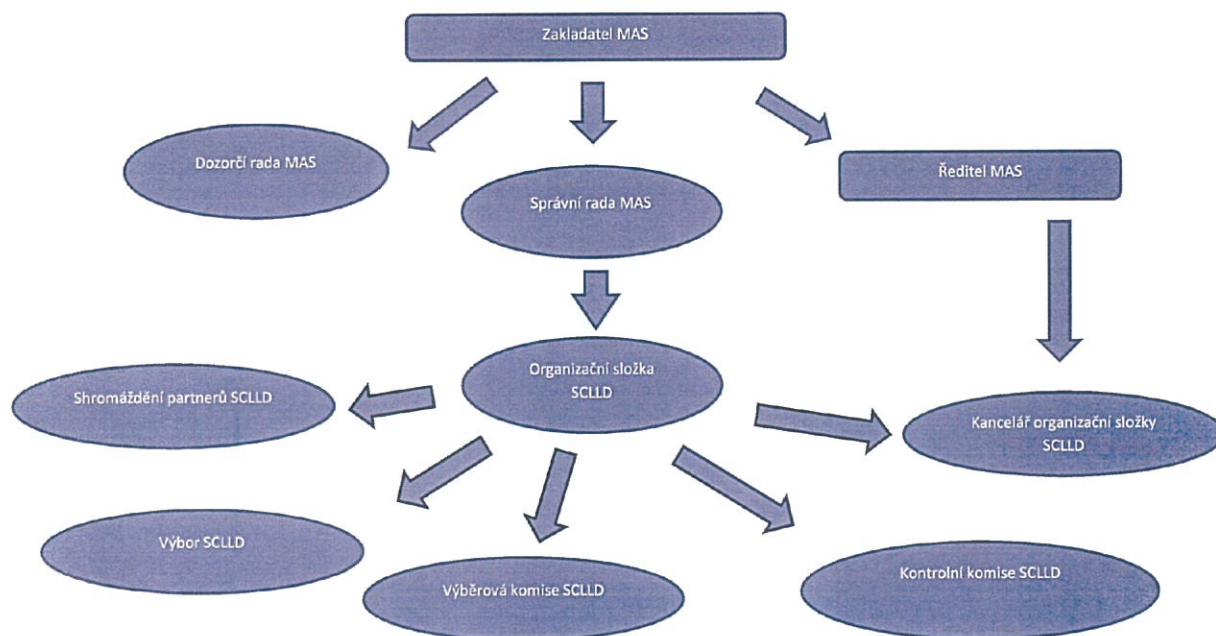 Zakladatel MAS
Dozorčí rada MAS
Správní rada MAS
Ředitel MAS
Organizační složka
SCLLD
Shromáždění partnerů SCLLD
Kancelář organizační složky
SCLLD
Výbor SCLLD
Výběrová komise SCLLD
Kontrolní komise SCLLD